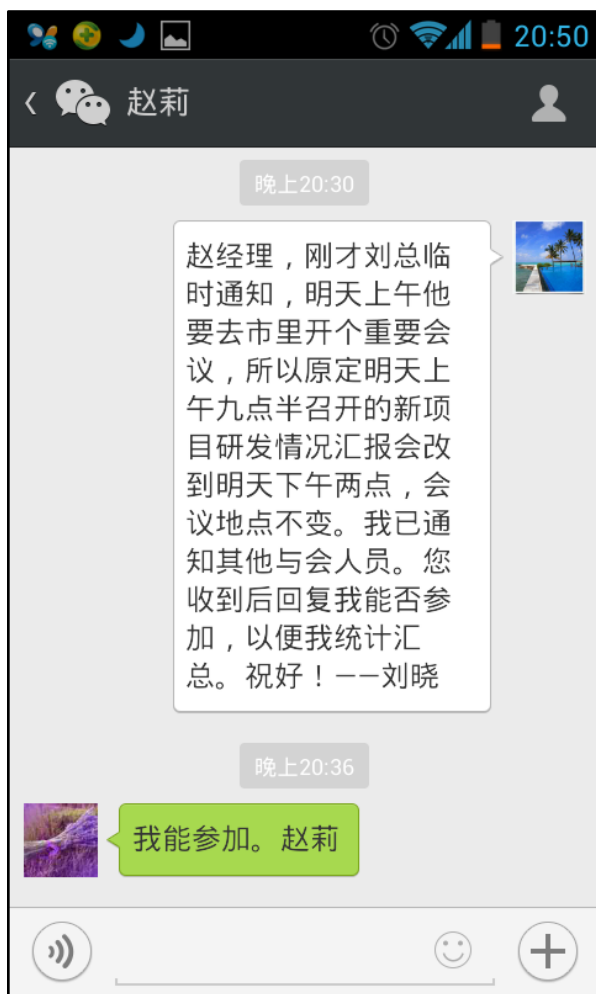 20:50
赵莉
晚上20:30
赵经理，刚才刘总临
时通知，明天上午他
要去市里开个重要会
议，所以原定明天上
午九点半召开的新项
目研发情况汇报会改
到明天下午两点，会
议地点不变。我已通
知其他与会人员。您
收到后回复我能否参
加，以便我统计汇
总。祝好！——刘晓
晚上20:36
我能参加。赵莉